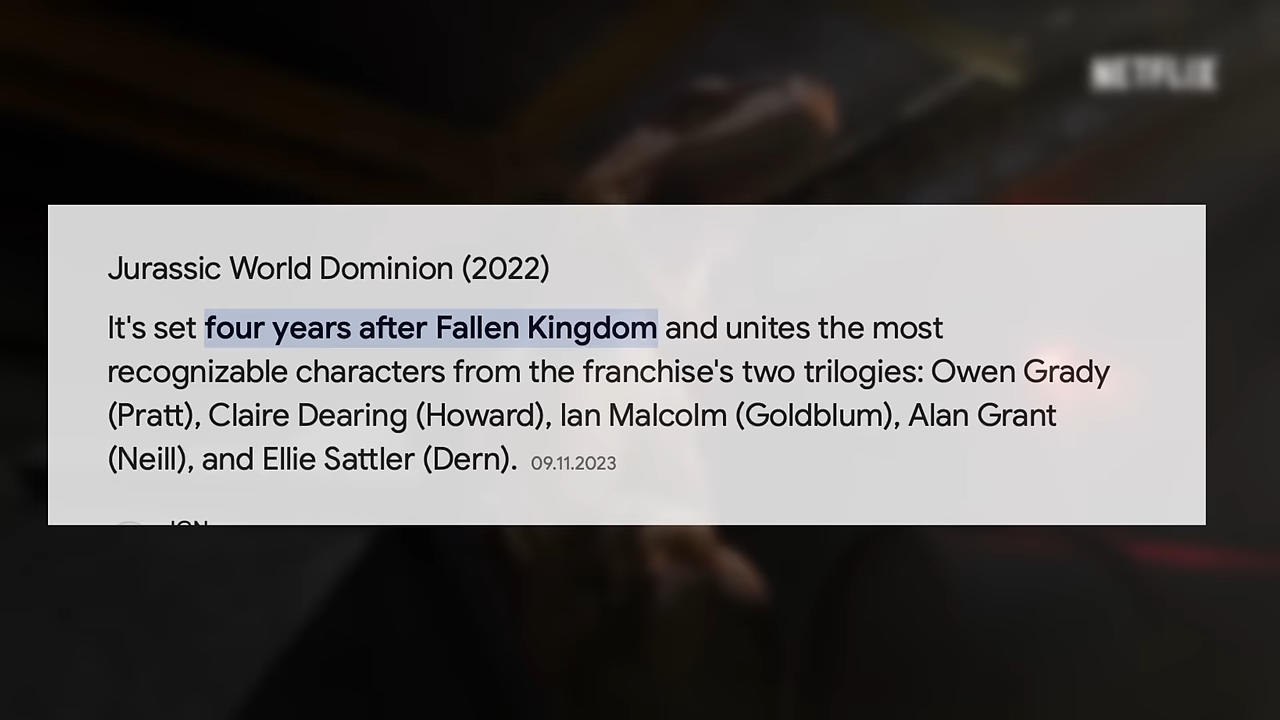 NETFLIX
Jurassic World Dominion (2022)
It's set four years after Fallen Kingdom and unites the most
recognizable characters from the franchise's two trilogies: Owen Grady
(Pratt), Claire Dearing (Howard), Ian Malcolm (Goldblum), Alan Grant
(Neill), and Ellie Sattler (Dern). 09.11.2023
IGN